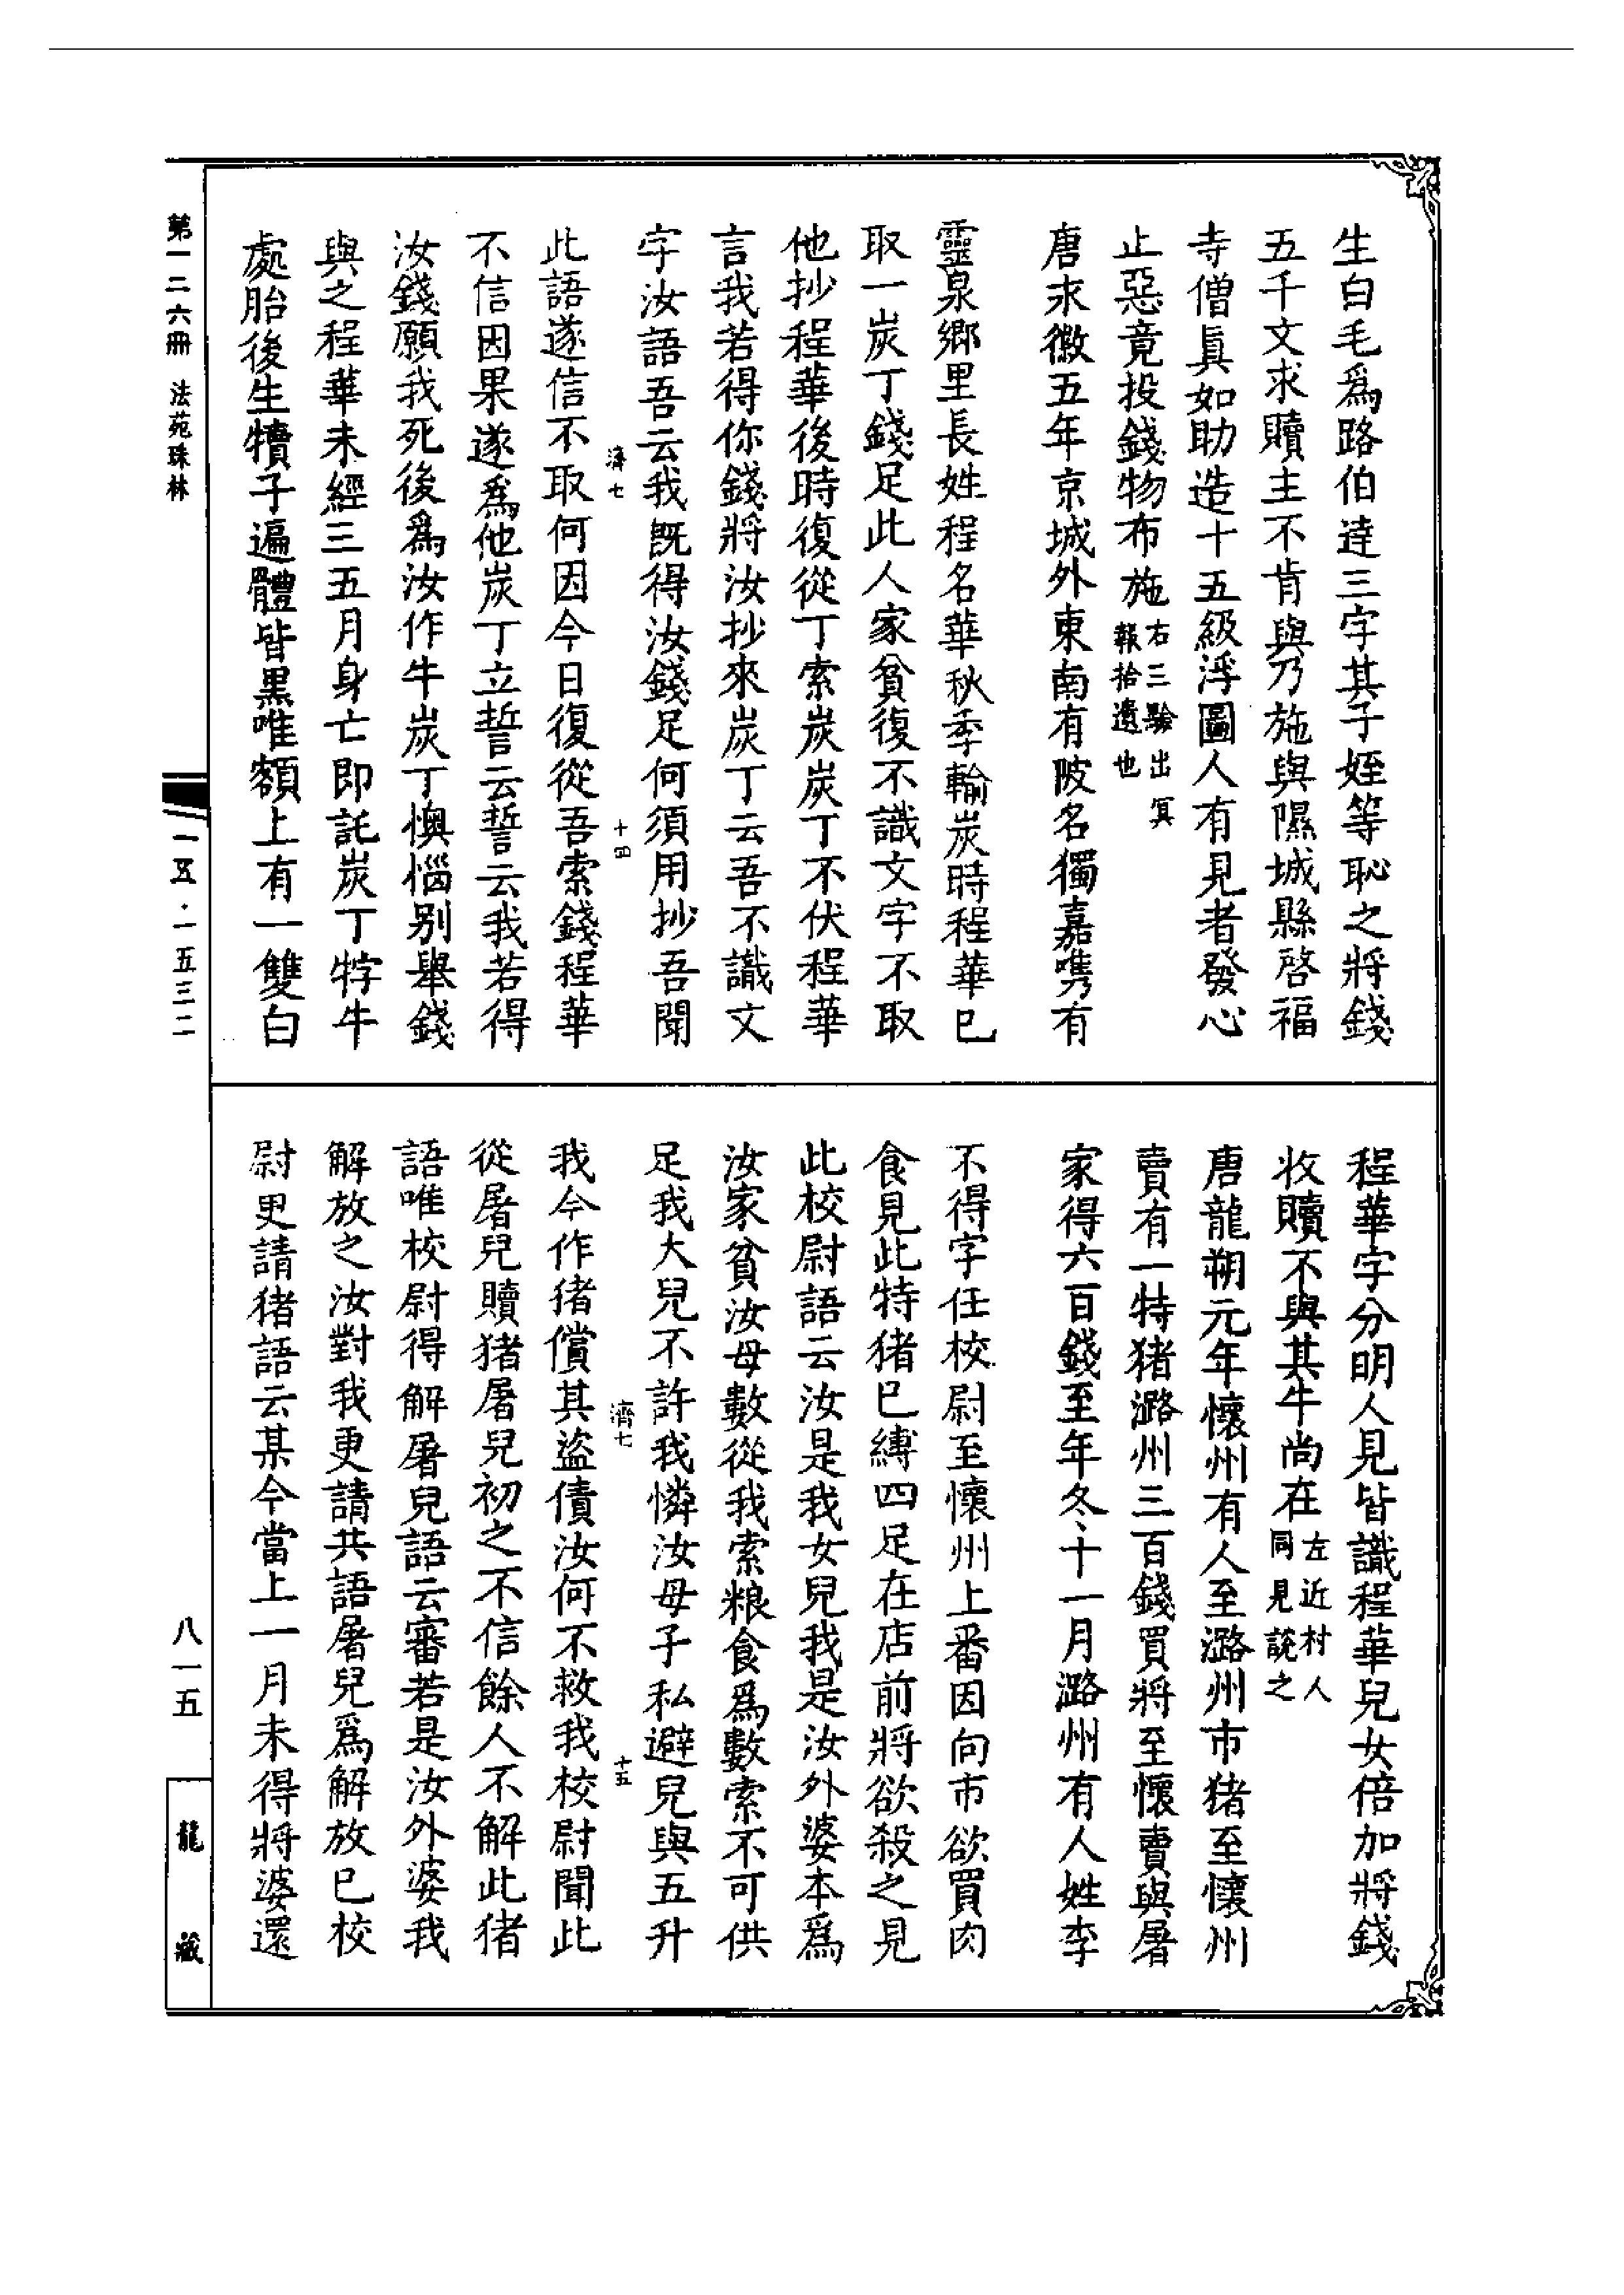 生白毛爲路伯達三字其子姪等恥之將錢
五千文求贖主不肯與乃施與隰城縣啓福
寺僧眞如助造十五級浮圖人有見者發心
止惡竟投錢物布施右三驗出冥報拾遺也
唐永徽五年京城外東南有陂名獨嘉㗾有
靈泉鄉里長姓程名華秋季輸炭時程華已
取一炭丁錢足此人家貧復不識文字不取
他抄程華後時復從丁索炭炭丁不伏程華
言我若得你錢將汝抄來炭丁云吾不識文
字汝語吾云我既得汝錢足何須用抄吾聞
濟七
十四
此語遂信不取何因今日復從吾索錢程華
不信因果遂爲他炭丁立誓云誓云我若得
汝錢願我死後爲汝作牛炭丁懊惱别舉錢
與之程華未經三五月身亡即託炭丁牸牛
處胎後生犢子遍體皆黒唯額上有一雙白
程華字分明人見皆識程華兒女倍加將錢
收贖不與其牛尚在左近村人同見説之
唐龍朔元年懷州有人至潞州市猪至懷州
賣有一特猪潞州三百錢買將至懷賣與屠
家得六百錢至年冬十一月潞州有人姓李
不得字任校尉至懷州上番因向市欲買肉
食見此特猪已縛四足在店前將欲殺之見
此校尉語云汝是我女兒我是汝外婆本爲
汝家貧汝母數從我索粮食爲數索不可供
足我大兒不許我憐汝母子私避兒與五升
濟七
十五
我今作猪償其盜債汝何不救我校尉聞此
從屠兒贖猪屠兒初之不信餘人不解此猪
語唯校尉得解屠兒語云審若是汝外婆我
解放之汝對我更請共語屠兒爲解放已校
尉更請猪語云某今當上一月未得將婆還
第一二六冊 法苑珠林
一五·一五三二
八一五
龍藏